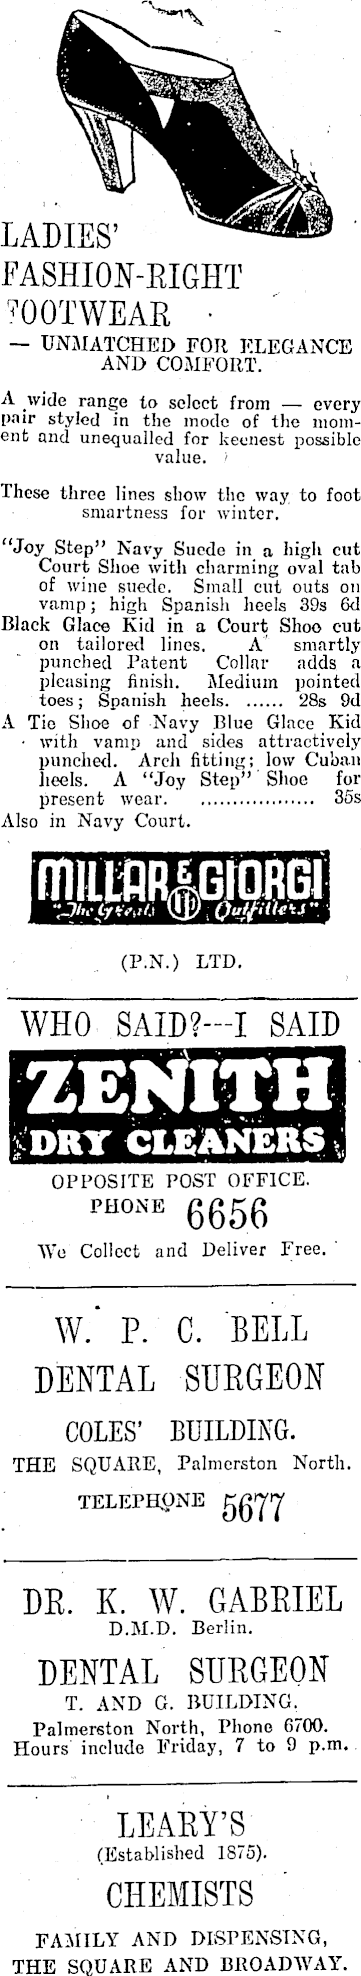 LADIES'
FASHION-RIGHT
FOOTWEAR
— UNMATCHED FOR ELEGANCE
AND COMFORT.
A wide range to select from — every
pair styled in the mode of the mom-
ent and unequalled for keenest possible
value.
These three lines show the way to foot
smartness for winter.
"Joy Step" Navy Suede in a high cut
Court Shoe with charming oval tab
of wine suede. Small cut outs on
vamp; high Spanish heels 39s 6d
Black Glace Kid in a Court Shoe cut
on tailored lines. A smartly
punched Patent Collar adds a
pleasing finish. Medium pointed
toes; Spanish heels. ...... 28s 9d
A Tie Shoe of Navy Blue Glace Kid
with vamp and sides attractively
punched. Arch fitting; low Cuban
heels. A "Joy Step" Shoe for
present wear. .................. 35s
Also in Navy Court.
MILLAR & GIORGI
"The Great Outfitters"
(P.N.) LTD.
WHO SAID?---I SAID
ZENITH
DRY CLEANERS
OPPOSITE POST OFFICE.
PHONE 6656
We Collect and Deliver Free.
W. P. C. BELL
DENTAL SURGEON
COLES' BUILDING.
THE SQUARE, Palmerston North.
TELEPHONE 5677
DR. K. W. GABRIEL
D.M.D. Berlin.
DENTAL SURGEON
T. AND G. BUILDING,
Palmerston North, Phone 6700.
Hours include Friday, 7 to 9 p.m.
LEARY'S
(Established 1875).
CHEMISTS
FAMILY AND DISPENSING,
THE SQUARE AND BROADWAY.